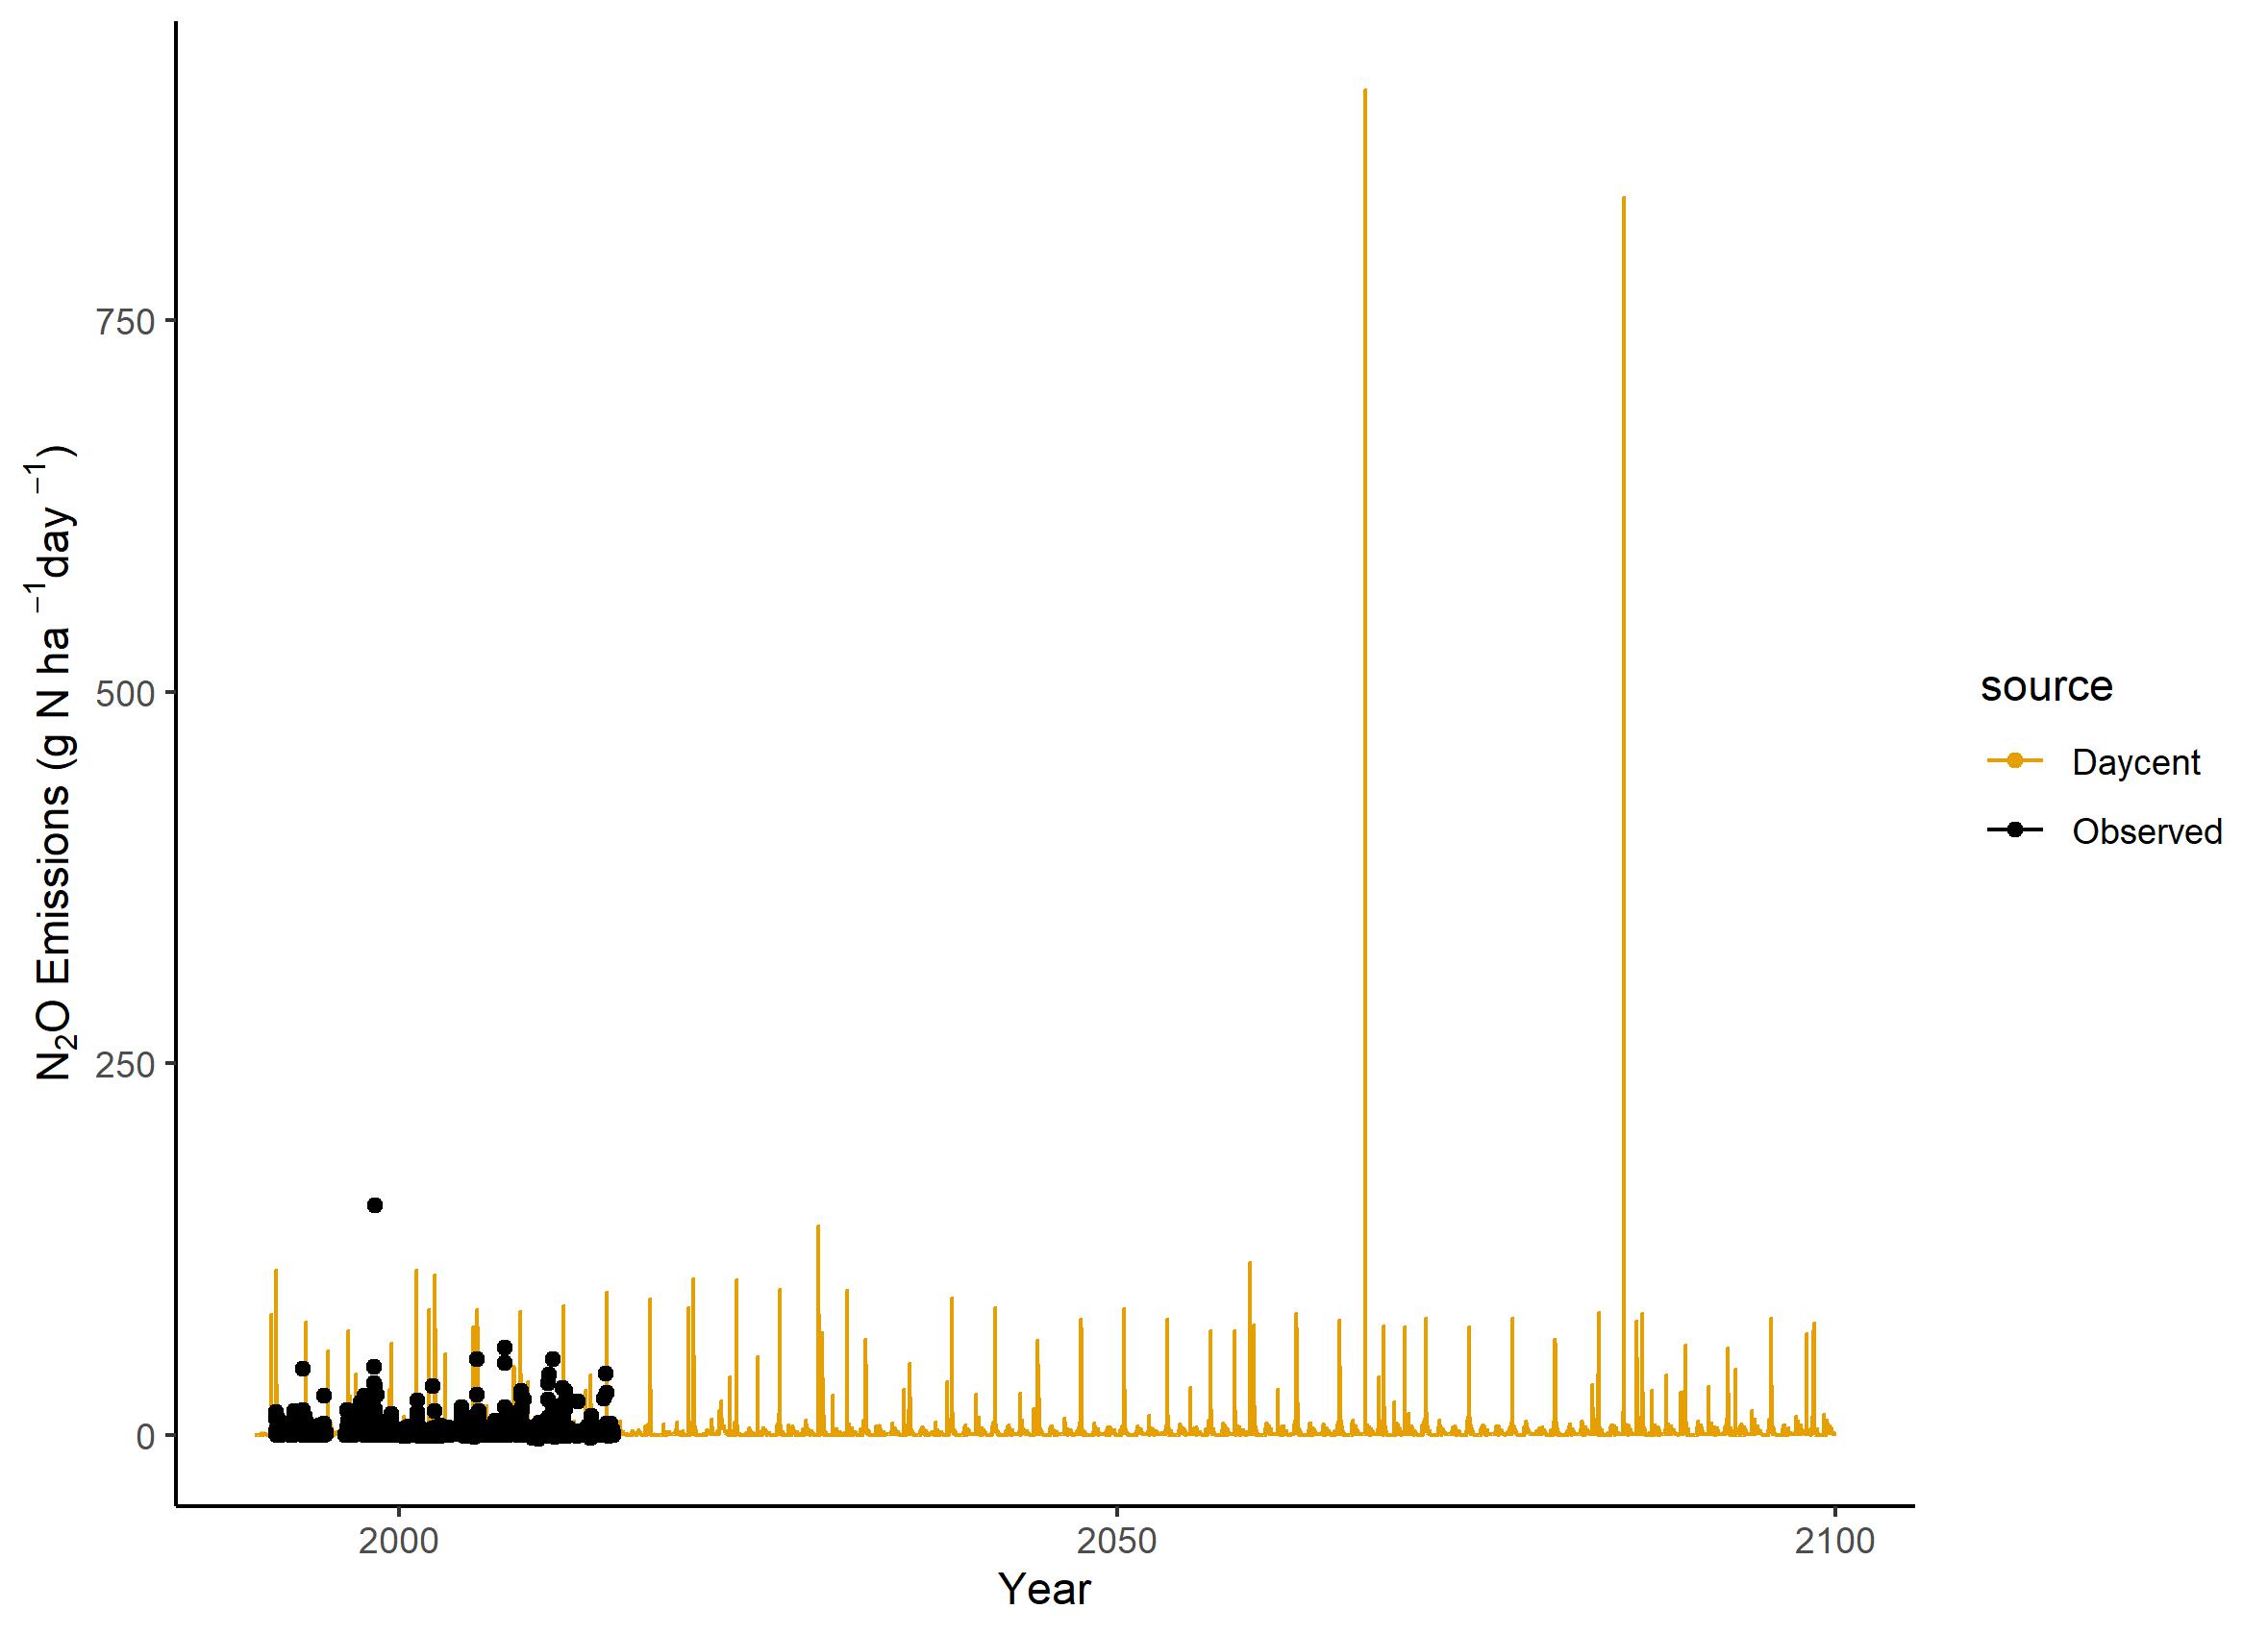 N₂O Emissions (g N ha ⁻¹day ⁻¹)
750
500
250
0
2000
2050
2100
Year
source
Daycent
Observed